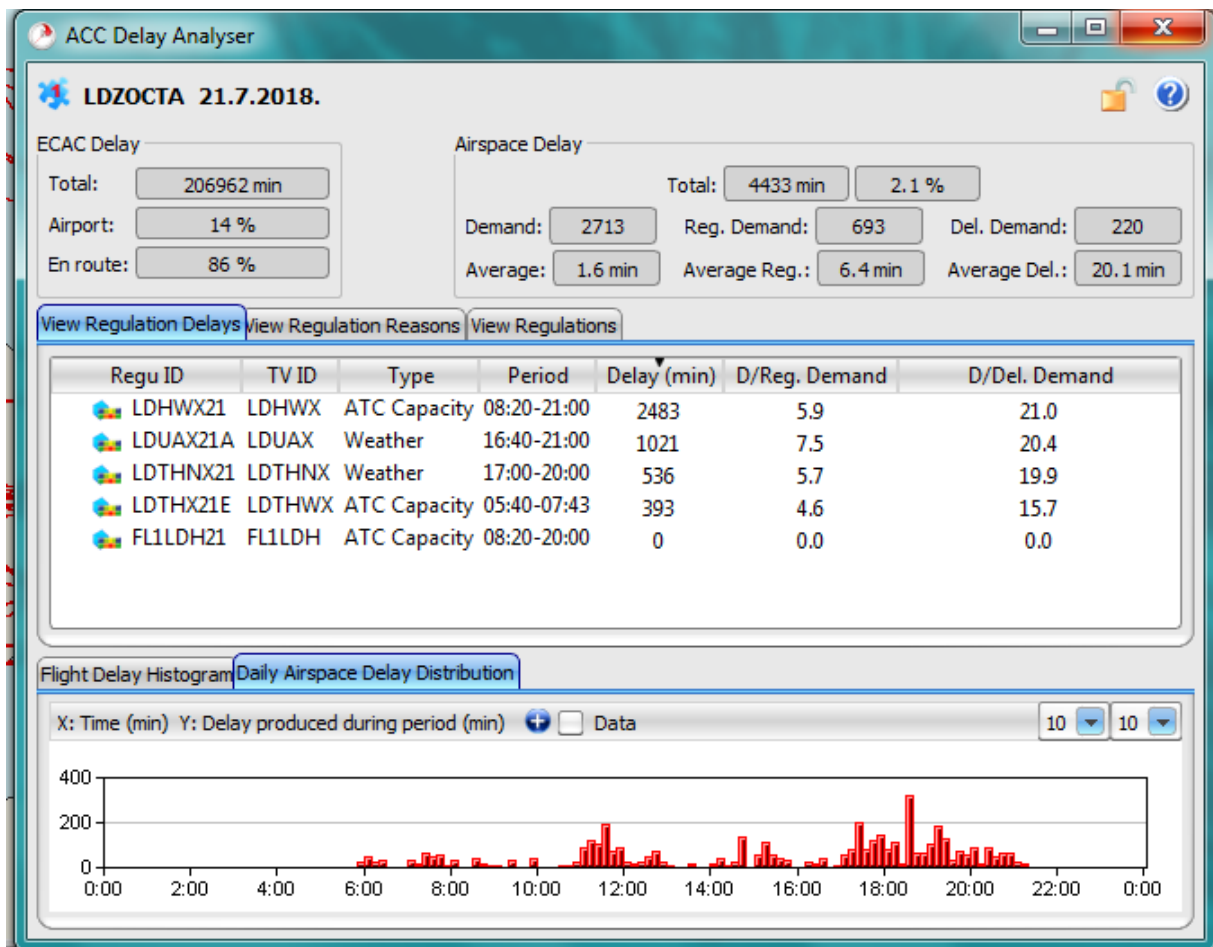 ACC Delay Analyser
LDZOCTA 21.7.2018.
ECAC Delay
Total: 206962 min
Airport: 14 %
En route: 86 %
Airspace Delay
Total: 4433 min 2.1 %
Demand: 2713 Reg. Demand: 693 Del. Demand: 220
Average: 1.6 min Average Reg.: 6.4 min Average Del.: 20.1 min
View Regulation Delays View Regulation Reasons View Regulations
Regu ID TV ID Type Period Delay (min) D/Reg. Demand D/Del. Demand
LDHWX21 LDHWX ATC Capacity 08:20-21:00 2483 5.9 21.0
LDUAX21A LDUAX Weather 16:40-21:00 1021 7.5 20.4
LDTHNX21 LDTHNX Weather 17:00-20:00 536 5.7 19.9
LDTHX21E LDTHWX ATC Capacity 05:40-07:43 393 4.6 15.7
FL1LDH21 FL1LDH ATC Capacity 08:20-20:00 0 0.0 0.0
Flight Delay Histogram Daily Airspace Delay Distribution
X: Time (min) Y: Delay produced during period (min) Data 10 10
400
200
0
0:00 2:00 4:00 6:00 8:00 10:00 12:00 14:00 16:00 18:00 20:00 22:00 0:00